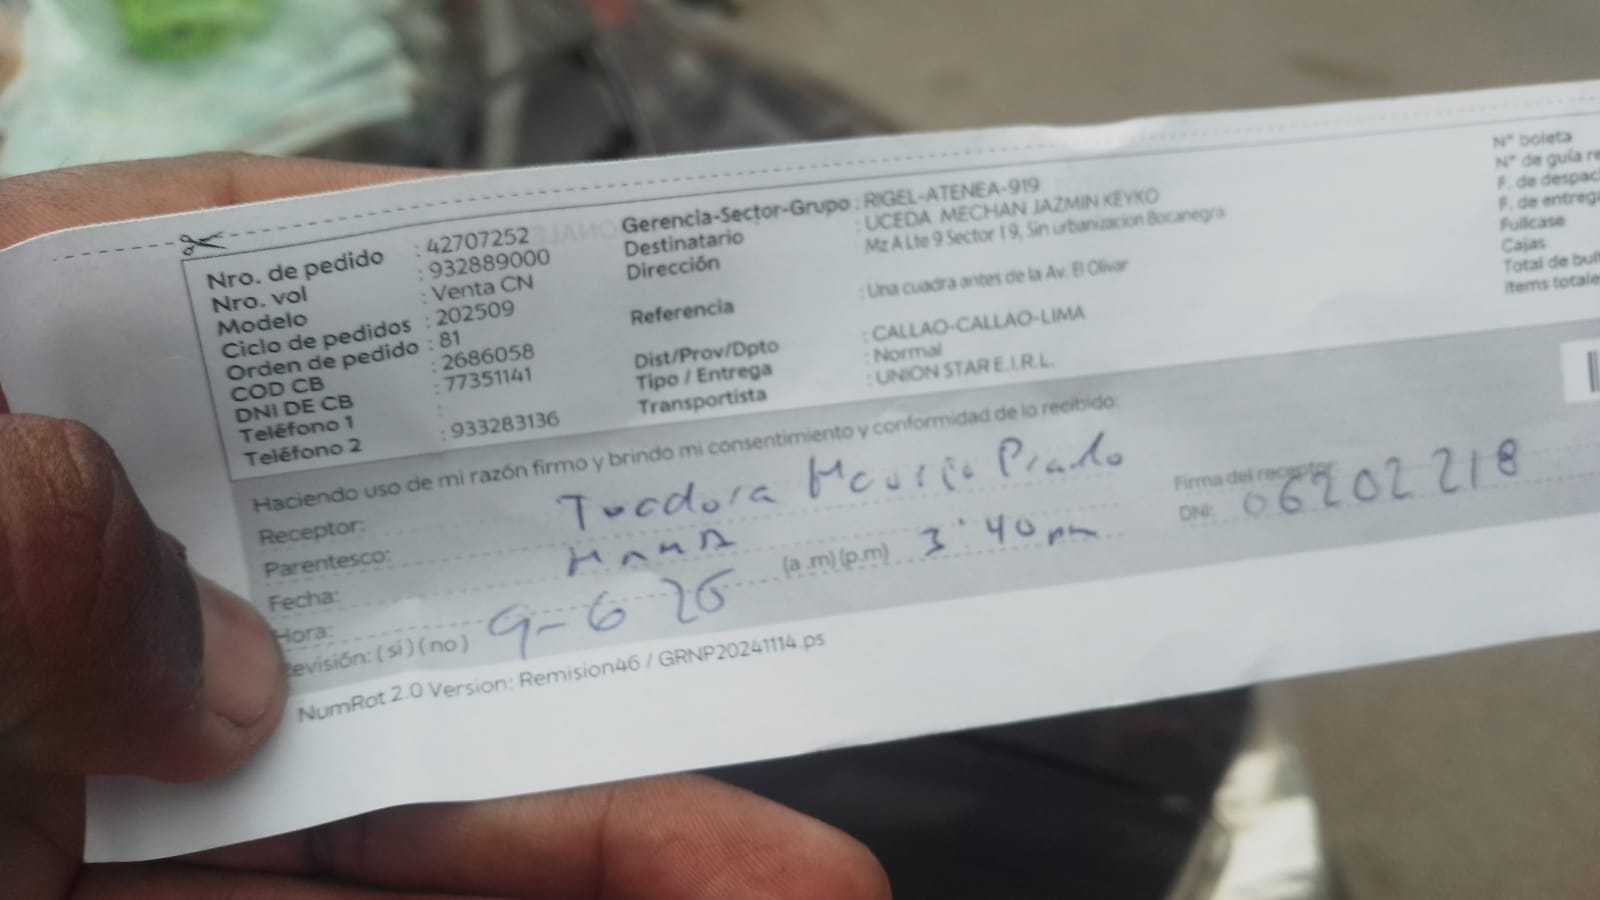 Nro. de pedido : 42707252
Nro. vol : 932889000
Modelo : Venta CN
Ciclo de pedidos : 202509
Orden de pedido : 81
COD CB : 2686058
DNI DE CB : 77351141
Teléfono 1 :
Teléfono 2 : 933283136
Gerencia-Sector-Grupo : RIGEL-ATENEA-919
Destinatario : UCEDA MECHAN JAZMIN KEYKO
Dirección : Mz A Lte 9 Sector 19, Sin urbanizacion Bocanegra
Referencia : Una cuadra antes de la Av. El Olivar
Dist/Prov/Dpto : CALLAO-CALLAO-LIMA
Tipo / Entrega : Normal
Transportista : UNION STAR E.I.R.L.
N° boleta
N° de guía re
F. de despac
F. de entreg
Fullcase
Cajas
Total de bul
Items totale
Haciendo uso de mi razón firmo y brindo mi consentimiento y conformidad de lo recibido:
Receptor: Prado
Parentesco: MAMA
Fecha:
Hora: (a .m) (p.m) 3:40 pm
Revisión: ( si ) ( no ) 9-6
Firma del receptor
DNI: 06202218
NumRot 2.0 Version: Remision46 / GRNP20241114.ps